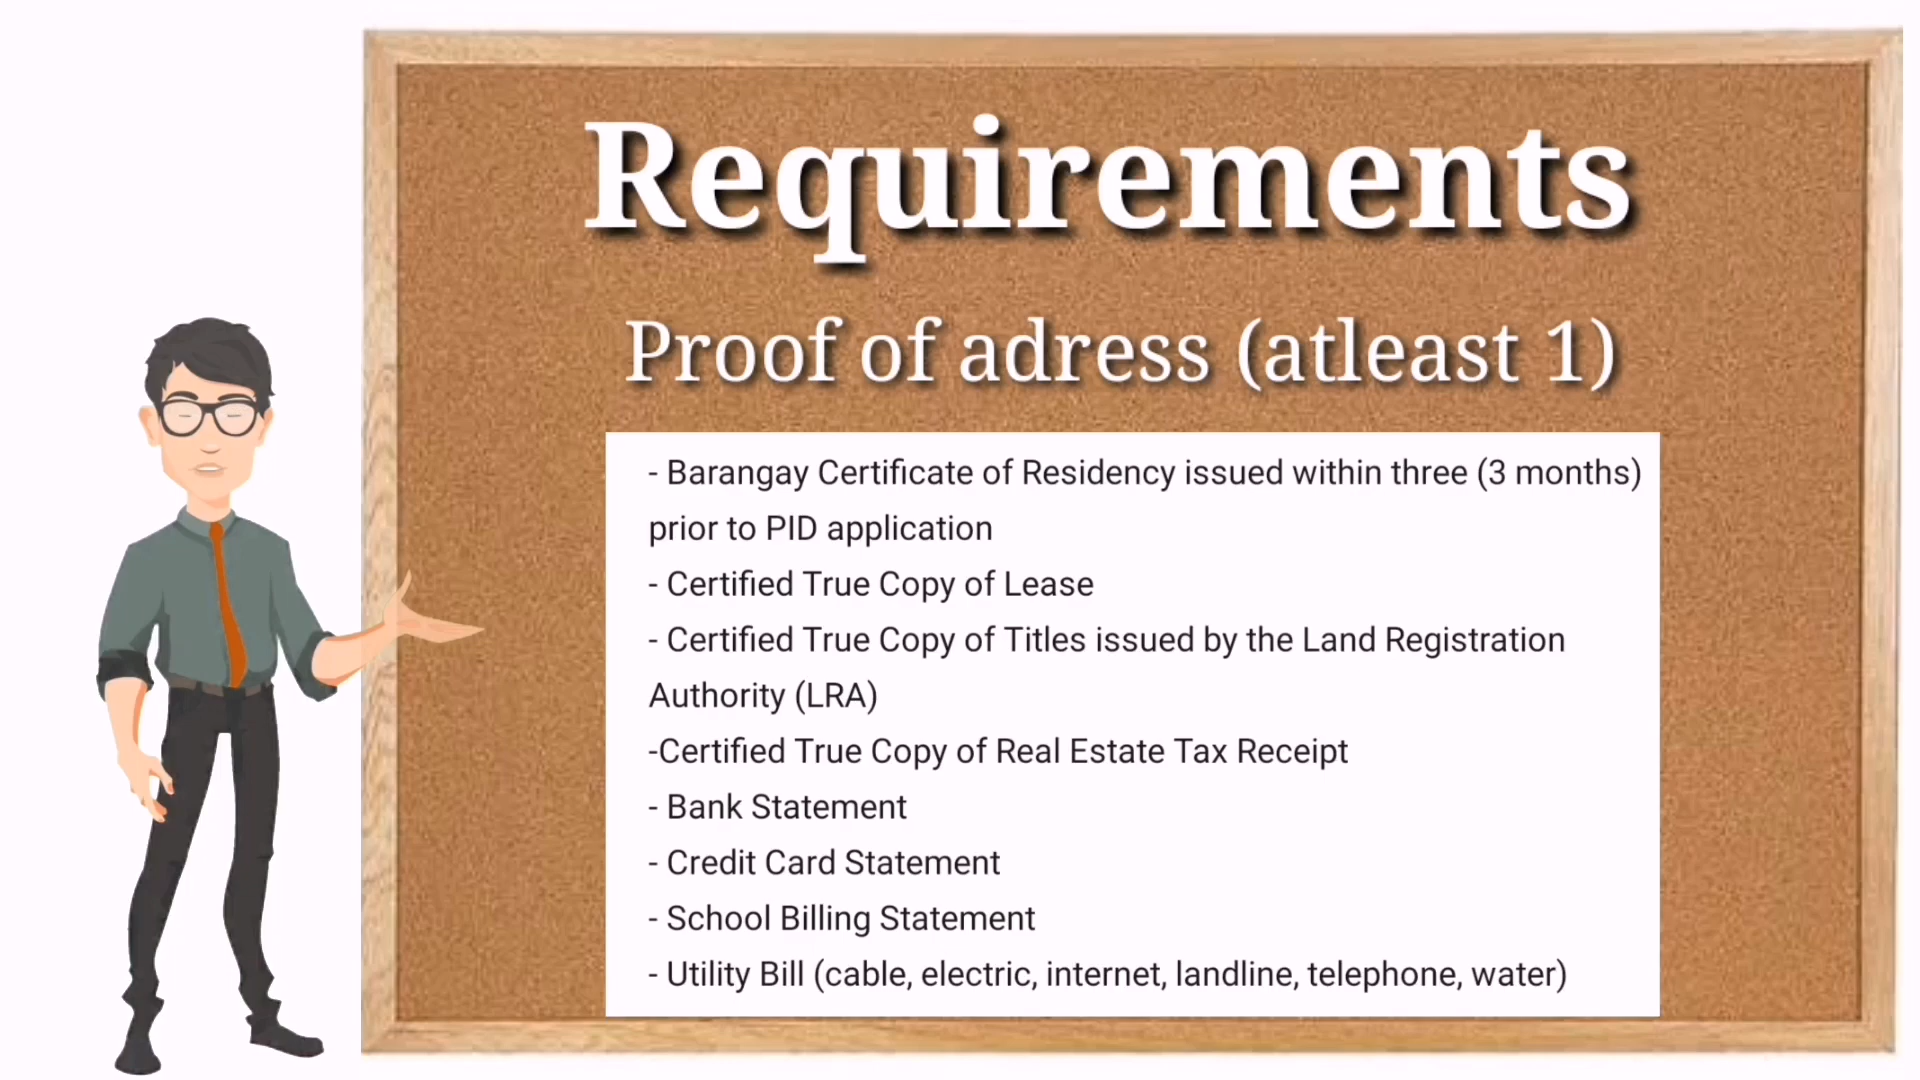 Requirements
Proof of adress (atleast 1)
- Barangay Certificate of Residency issued within three (3 months)
prior to PID application
- Certified True Copy of Lease
- Certified True Copy of Titles issued by the Land Registration
Authority (LRA)
-Certified True Copy of Real Estate Tax Receipt
- Bank Statement
- Credit Card Statement
- School Billing Statement
- Utility Bill (cable, electric, internet, landline, telephone, water)